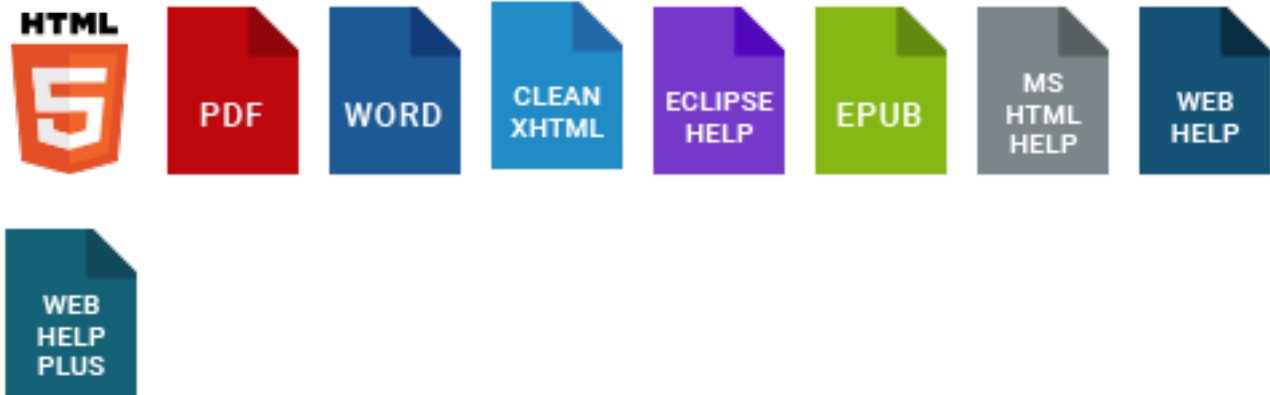 HTML
5
PDF
WORD
CLEAN
XHTML
ECLIPSE
HELP
EPUB
MS
HTML
HELP
WEB
HELP
WEB
HELP
PLUS